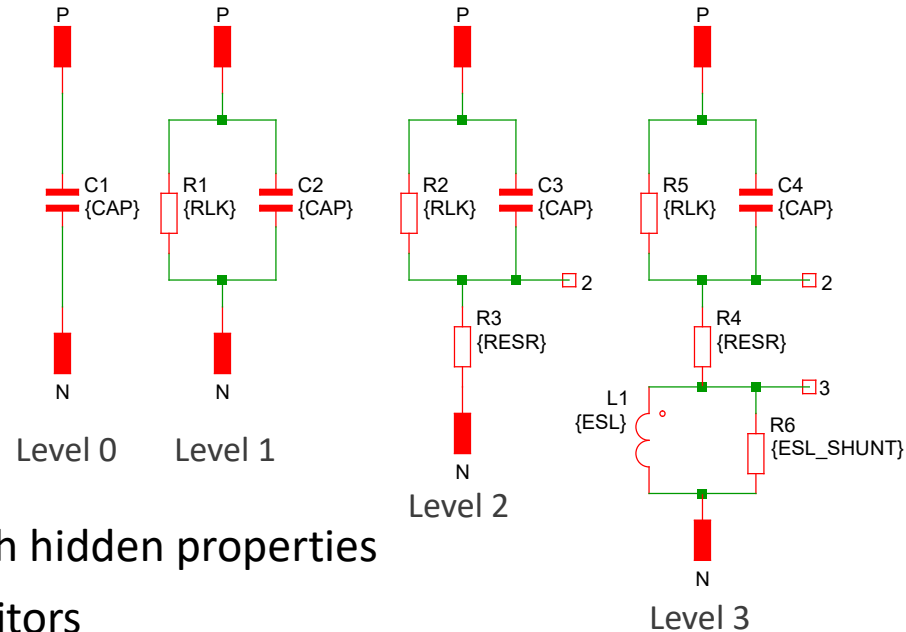 P
C1
{CAP}
N
Level 0
P
R1
{RLK}
C2
{CAP}
N
Level 1
P
R2
{RLK}
C3
{CAP}
2
R3
{RESR}
N
Level 2
P
R5
{RLK}
C4
{CAP}
2
R4
{RESR}
3
L1
{ESL}
R6
{ESL_SHUNT}
N
Level 3
h hidden properties
itors